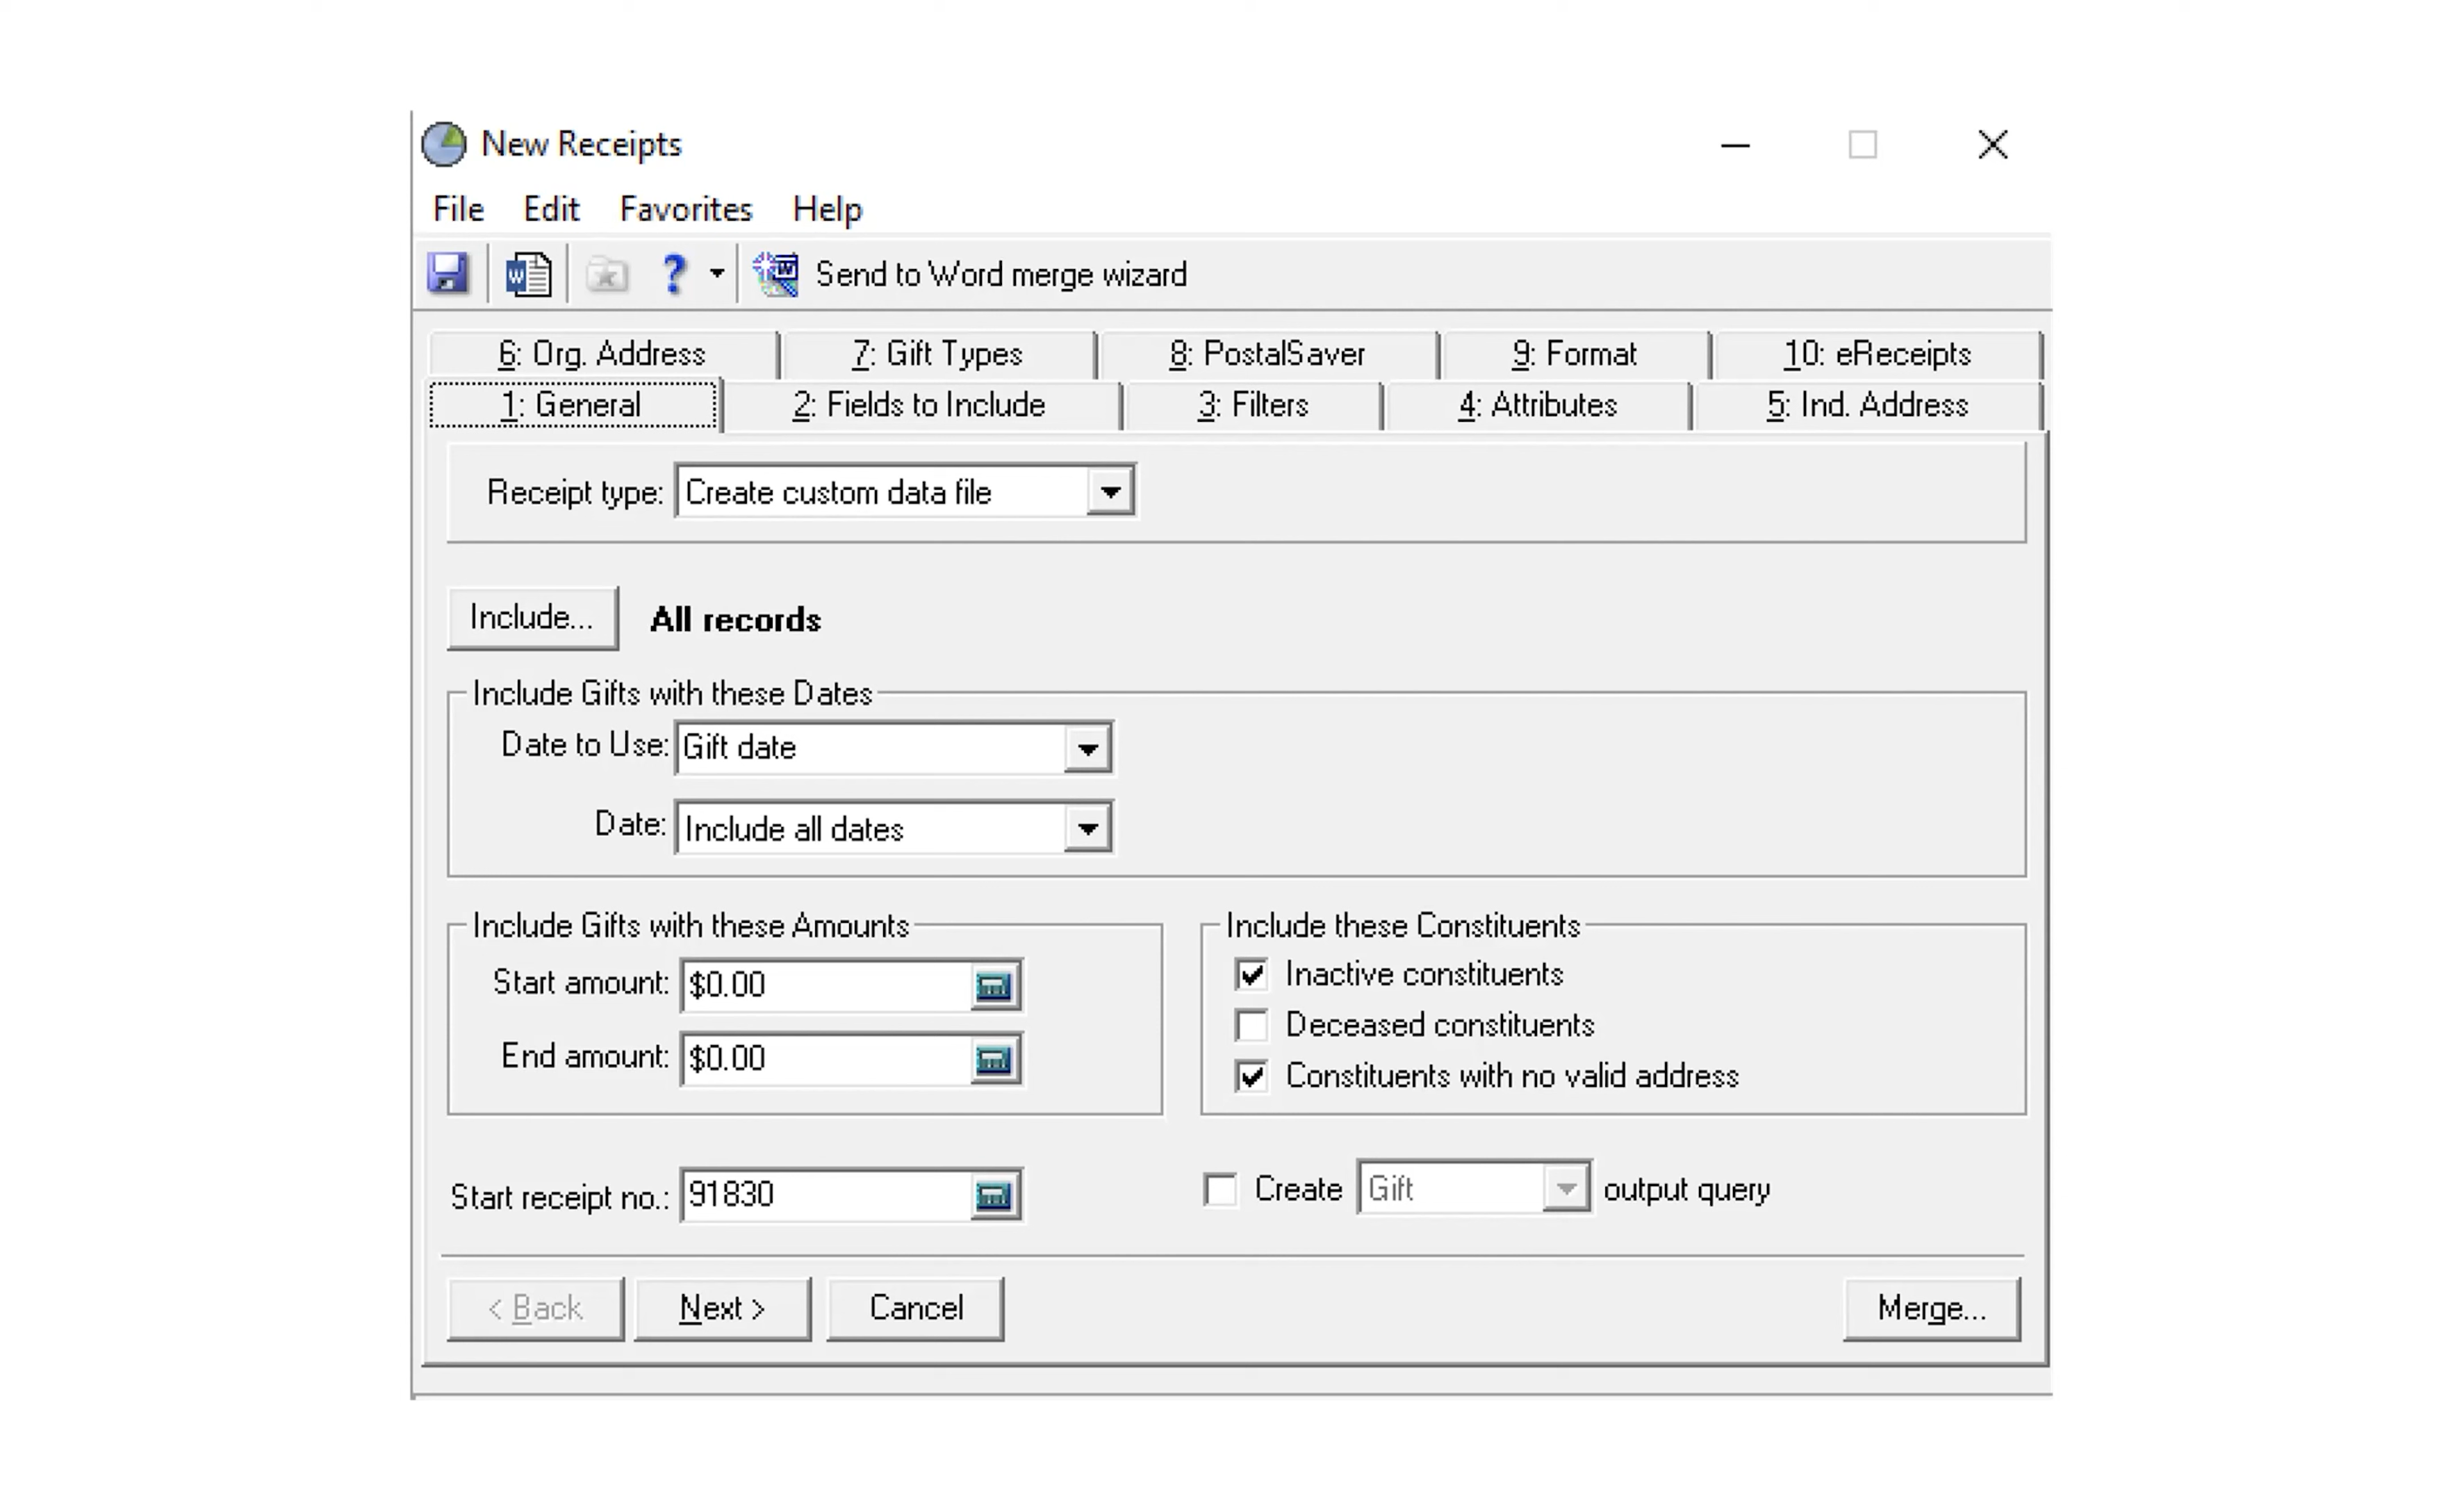 New Receipts
File Edit Favorites Help
Send to Word merge wizard
6: Org. Address 7: Gift Types 8: PostalSaver 9: Format 10: eReceipts
1: General 2: Fields to Include 3: Filters 4: Attributes 5: Ind. Address
Receipt type: Create custom data file
Include... All records
Include Gifts with these Dates
Date to Use: Gift date
Date: Include all dates
Include Gifts with these Amounts
Start amount: $0.00
End amount: $0.00
Include these Constituents
Inactive constituents
Deceased constituents
Constituents with no valid address
Start receipt no.: 91830
Create Gift output query
< Back Next > Cancel Merge...